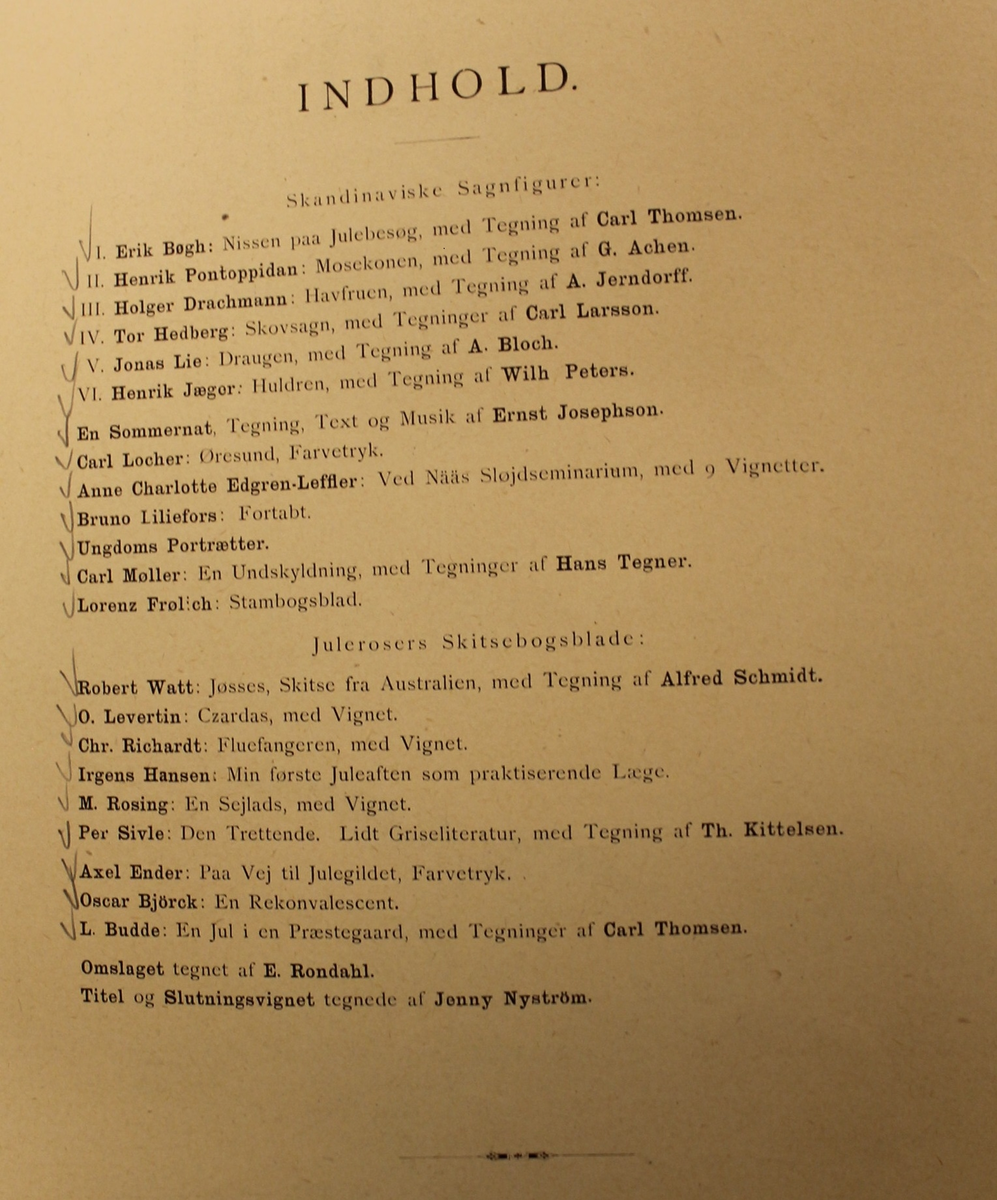 INDHOLD.
Skandinaviske Sagnfigurer:
I. Erik Bøgh: Nissen paa Julebesøg, med Tegning af Carl Thomsen.
II. Henrik Pontoppidan: Mosekonen, med Tegning af G. Achen.
III. Holger Drachmann: Havfruen, med Tegning af A. Jerndorff.
IV. Tor Hedberg: Skovsagn, med Tegninger af Carl Larsson.
V. Jonas Lie: Draugen, med Tegning af A. Bloch.
VI. Henrik Jæger: Huldren, med Tegning af Wilh Peters.
En Sommernat, Tegning, Text og Musik af Ernst Josephson.
Carl Locher: Øresund, Farvetryk.
Anne Charlotte Edgren-Leffler: Ved Nääs Sløjdseminarium, med 9 Vignetter.
Bruno Liliefors: Fortabt.
Ungdoms Portrætter.
Carl Møller: En Undskyldning, med Tegninger af Hans Tegner.
Lorenz Frølich: Stambogsblad.
Julerosers Skitsebogsblade:
Robert Watt: Jøsses, Skitse fra Australien, med Tegning af Alfred Schmidt.
O. Levertin: Czardas, med Vignet.
Chr. Richardt: Fluefangeren, med Vignet.
Irgens Hansen: Min første Juleaften som praktiserende Læge.
M. Rosing: En Sejlads, med Vignet.
Per Sivle: Den Trettende. Lidt Griseliteratur, med Tegning af Th. Kittelsen.
Axel Ender: Paa Vej til Julegildet, Farvetryk.
Oscar Björck: En Rekonvalescent.
L. Budde: En Jul i en Præstegaard, med Tegninger af Carl Thomsen.
Omslaget tegnet af E. Rondahl.
Titel og Slutningsvignet tegnede af Jenny Nyström.